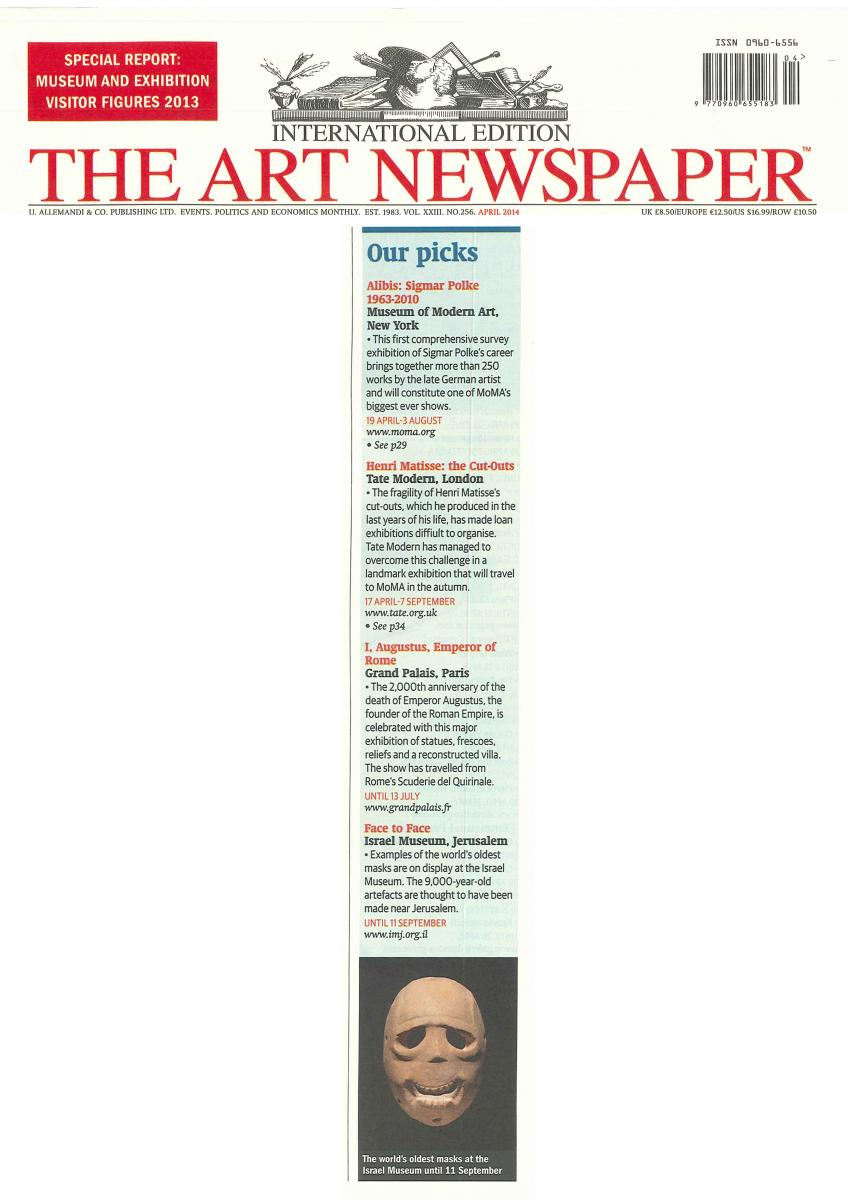 SPECIAL REPORT:
MUSEUM AND EXHIBITION
VISITOR FIGURES 2013
ISSN 0960-6556
04>
9 770960 655183
INTERNATIONAL EDITION
THE ART NEWSPAPER™
U. ALLEMANDI & CO. PUBLISHING LTD. EVENTS, POLITICS AND ECONOMICS MONTHLY. EST. 1983. VOL. XXIII. NO.256. APRIL 2014
UK £8.50/EUROPE €12.50/US $16.99/ROW £10.50
Our picks
Alibis: Sigmar Polke
1963-2010
Museum of Modern Art,
New York
• This first comprehensive survey
exhibition of Sigmar Polke's career
brings together more than 250
works by the late German artist
and will constitute one of MoMA's
biggest ever shows.
19 APRIL-3 AUGUST
www.moma.org
• See p29
Henri Matisse: the Cut-Outs
Tate Modern, London
• The fragility of Henri Matisse's
cut-outs, which he produced in the
last years of his life, has made loan
exhibitions diffiult to organise.
Tate Modern has managed to
overcome this challenge in a
landmark exhibition that will travel
to MoMA in the autumn.
17 APRIL-7 SEPTEMBER
www.tate.org.uk
• See p34
I, Augustus, Emperor of
Rome
Grand Palais, Paris
• The 2,000th anniversary of the
death of Emperor Augustus, the
founder of the Roman Empire, is
celebrated with this major
exhibition of statues, frescoes,
reliefs and a reconstructed villa.
The show has travelled from
Rome's Scuderie del Quirinale.
UNTIL 13 JULY
www.grandpalais.fr
Face to Face
Israel Museum, Jerusalem
• Examples of the world's oldest
masks are on display at the Israel
Museum. The 9,000-year-old
artefacts are thought to have been
made near Jerusalem.
UNTIL 11 SEPTEMBER
www.imj.org.il
The world's oldest masks at the
Israel Museum until 11 September